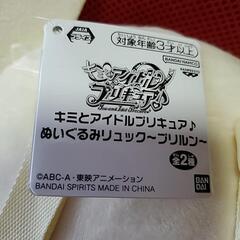 JAIA
対象年齢3才以上
BANDAI NAMCO
キミとアイドルプリキュア♪
キミとアイドルプリキュア♪
ぬいぐるみリュック〜プリルン〜
全2種
©ABC-A・東映アニメーション
BANDAI SPIRITS MADE IN CHINA
BANDAI